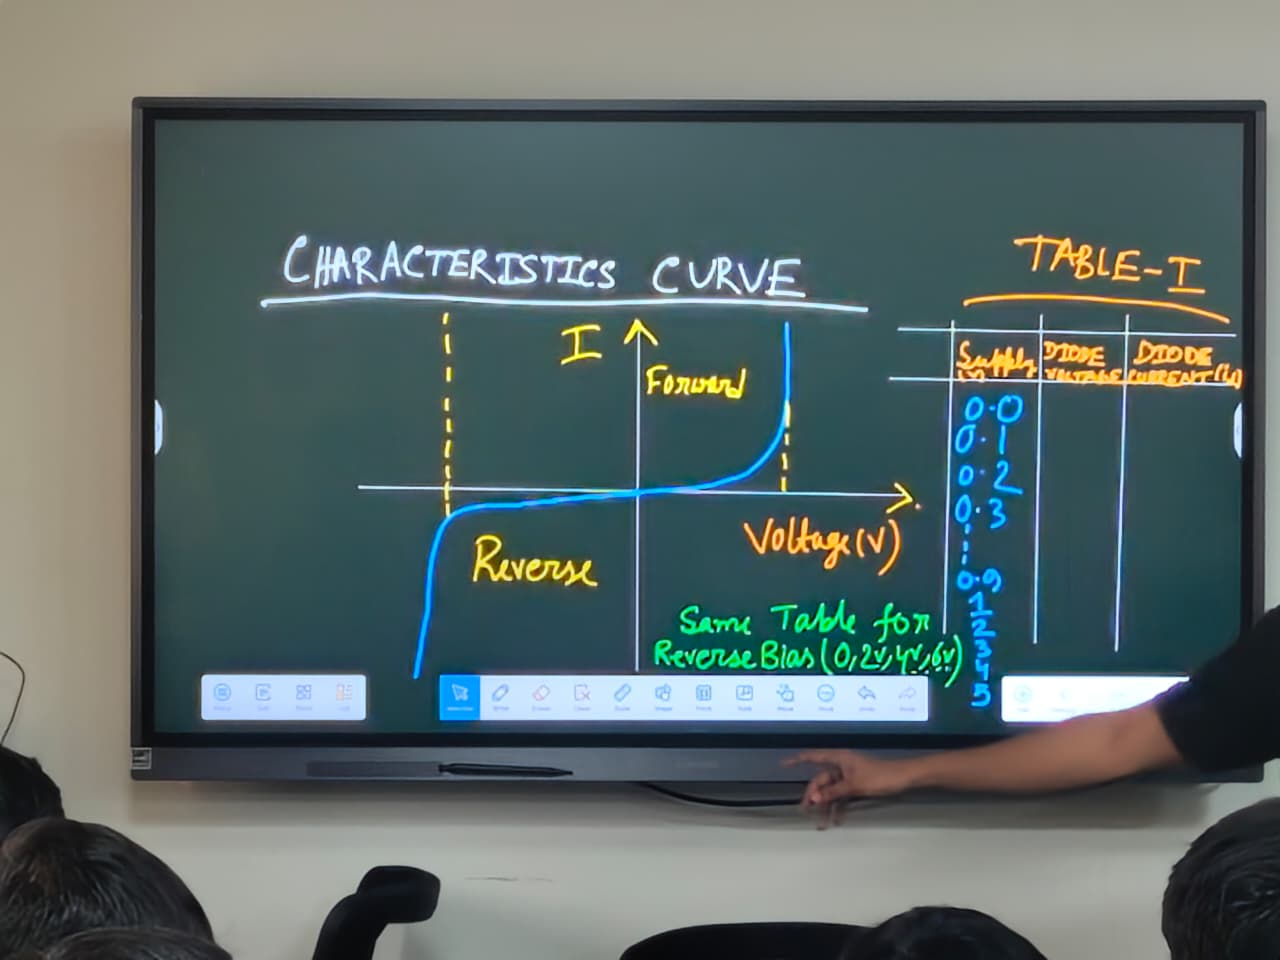 CHARACTERISTICS CURVE
I
Forward
Voltage(V)
Reverse
Same Table for
Reverse Bias (0, 2V, 4V, 6V)
TABLE-I
Supply DIODE DIODE
(V) VOLTAGE CURRENT
0.0
0.1
0.2
0.3
0.9
1
2
3
4
5